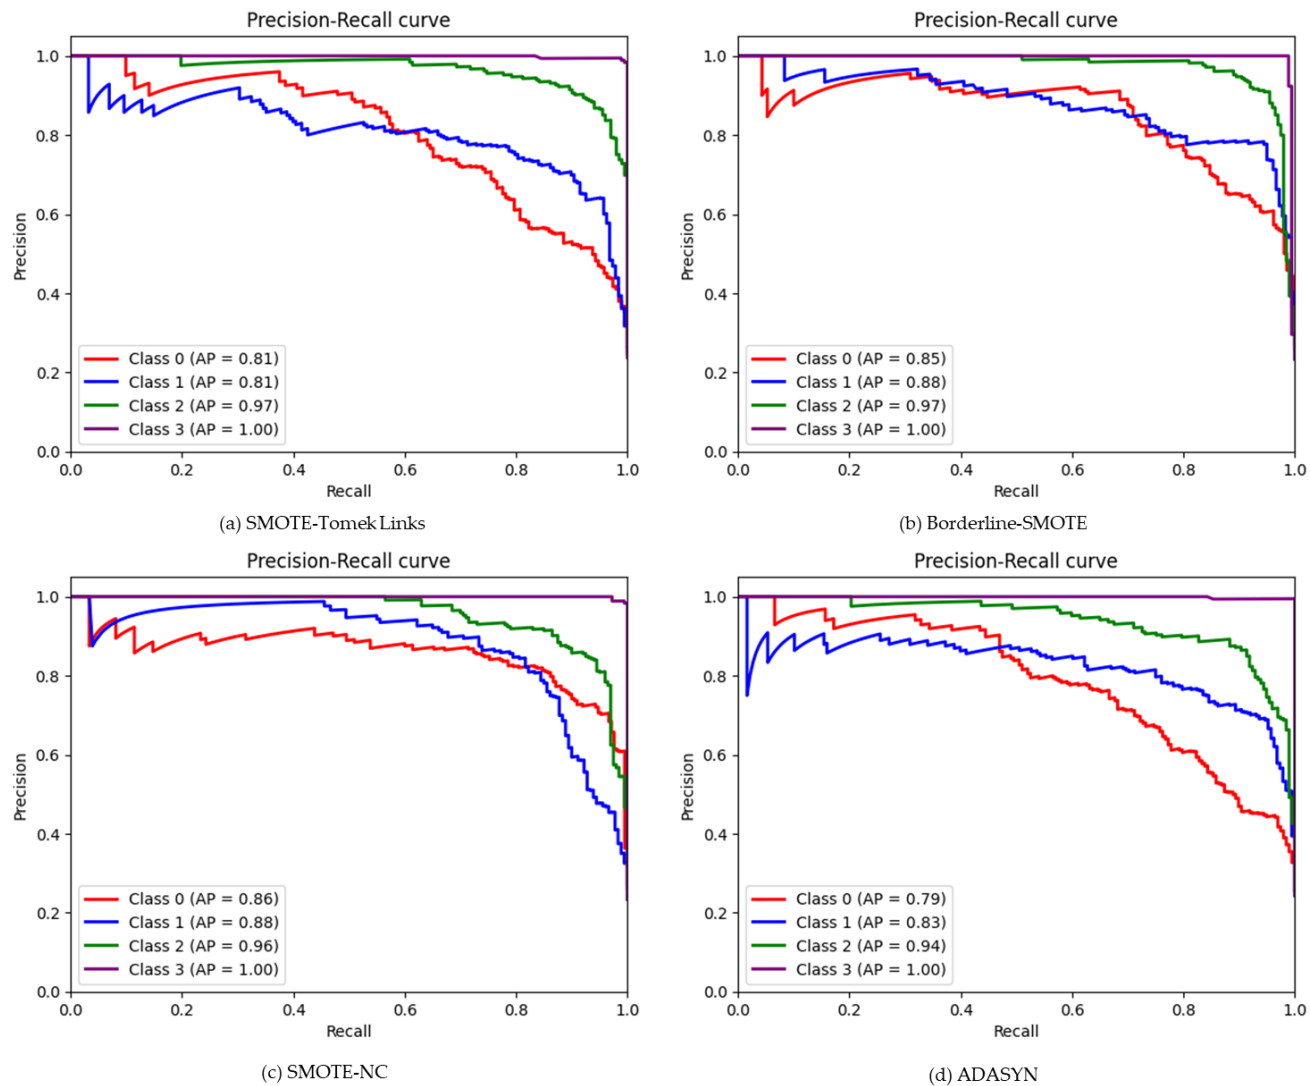 Precision-Recall curve
1.0
0.8
0.6
0.4
0.2
0.0
Precision
Class 0 (AP = 0.81)
Class 1 (AP = 0.81)
Class 2 (AP = 0.97)
Class 3 (AP = 1.00)
0.0 0.2 0.4 0.6 0.8 1.0
Recall
(a) SMOTE-Tomek Links
Precision-Recall curve
1.0
0.8
0.6
0.4
0.2
0.0
Precision
Class 0 (AP = 0.85)
Class 1 (AP = 0.88)
Class 2 (AP = 0.97)
Class 3 (AP = 1.00)
0.0 0.2 0.4 0.6 0.8 1.0
Recall
(b) Borderline-SMOTE
Precision-Recall curve
1.0
0.8
0.6
0.4
0.2
0.0
Precision
Class 0 (AP = 0.86)
Class 1 (AP = 0.88)
Class 2 (AP = 0.96)
Class 3 (AP = 1.00)
0.0 0.2 0.4 0.6 0.8 1.0
Recall
(c) SMOTE-NC
Precision-Recall curve
1.0
0.8
0.6
0.4
0.2
0.0
Precision
Class 0 (AP = 0.79)
Class 1 (AP = 0.83)
Class 2 (AP = 0.94)
Class 3 (AP = 1.00)
0.0 0.2 0.4 0.6 0.8 1.0
Recall
(d) ADASYN